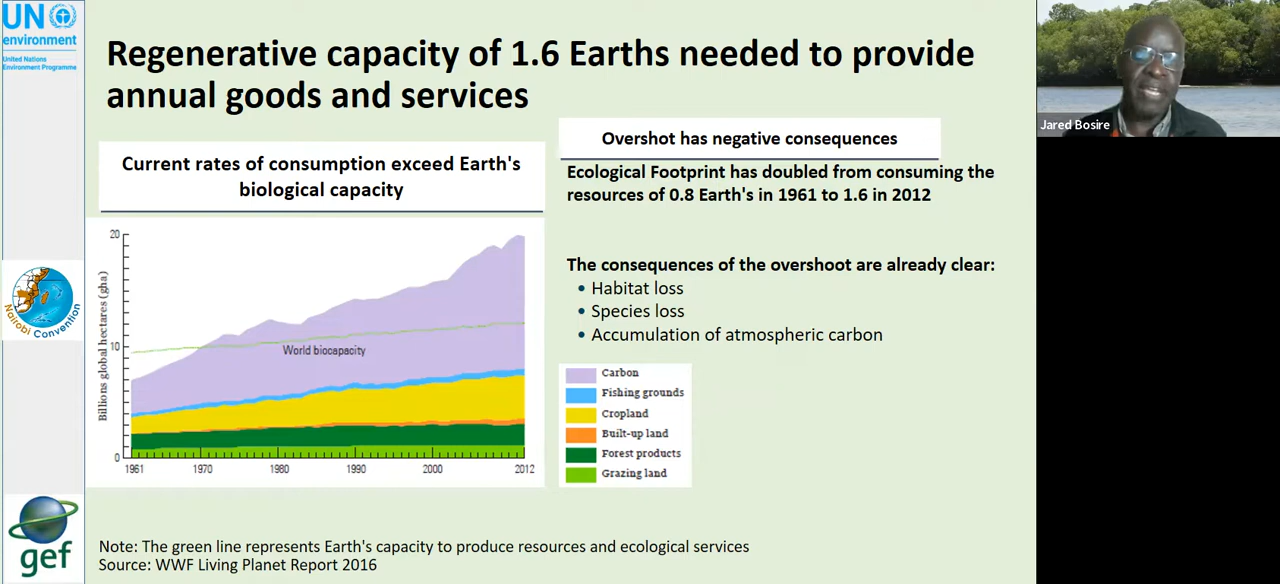 UN
environment
United Nations
Environment Programme
Regenerative capacity of 1.6 Earths needed to provide
annual goods and services
Jared Bosire
Current rates of consumption exceed Earth's
biological capacity
Overshot has negative consequences
Ecological Footprint has doubled from consuming the
resources of 0.8 Earth's in 1961 to 1.6 in 2012
20
10
0
Billions global hectares (gha)
World biocapacity
1961 1970 1980 1990 2000 2012
The consequences of the overshoot are already clear:
• Habitat loss
• Species loss
• Accumulation of atmospheric carbon
Carbon
Fishing grounds
Cropland
Built-up land
Forest products
Grazing land
Nairobi Convention
gef
Note: The green line represents Earth's capacity to produce resources and ecological services
Source: WWF Living Planet Report 2016